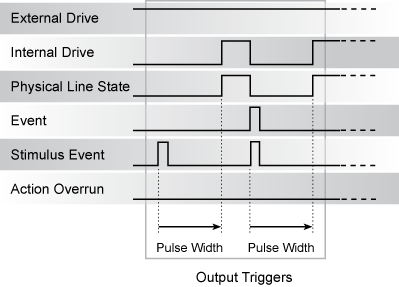 External Drive
Internal Drive
Physical Line State
Event
Stimulus Event
Action Overrun
Pulse Width Pulse Width
Output Triggers